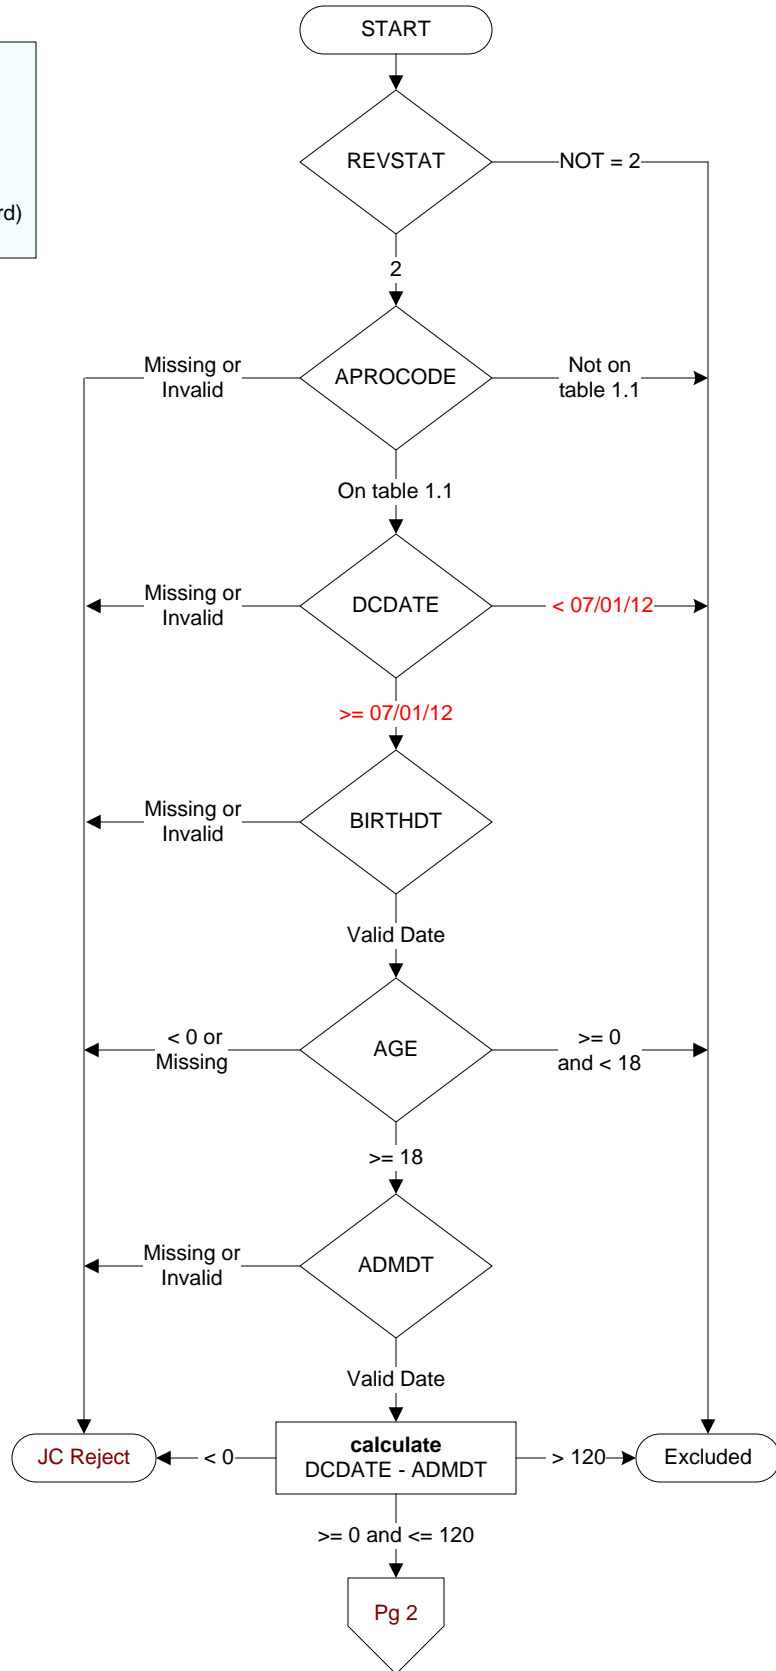 START
rd)
REVSTAT
NOT = 2
2
Missing or
Invalid
APROCODE
Not on
table 1.1
On table 1.1
Missing or
Invalid
DCDATE
< 07/01/12
>= 07/01/12
Missing or
Invalid
BIRTHDT
Valid Date
< 0 or
Missing
AGE
>= 0
and < 18
>= 18
Missing or
Invalid
ADMDT
Valid Date
JC Reject
< 0
calculate
DCDATE - ADMDT
> 120
Excluded
>= 0 and <= 120
Pg 2